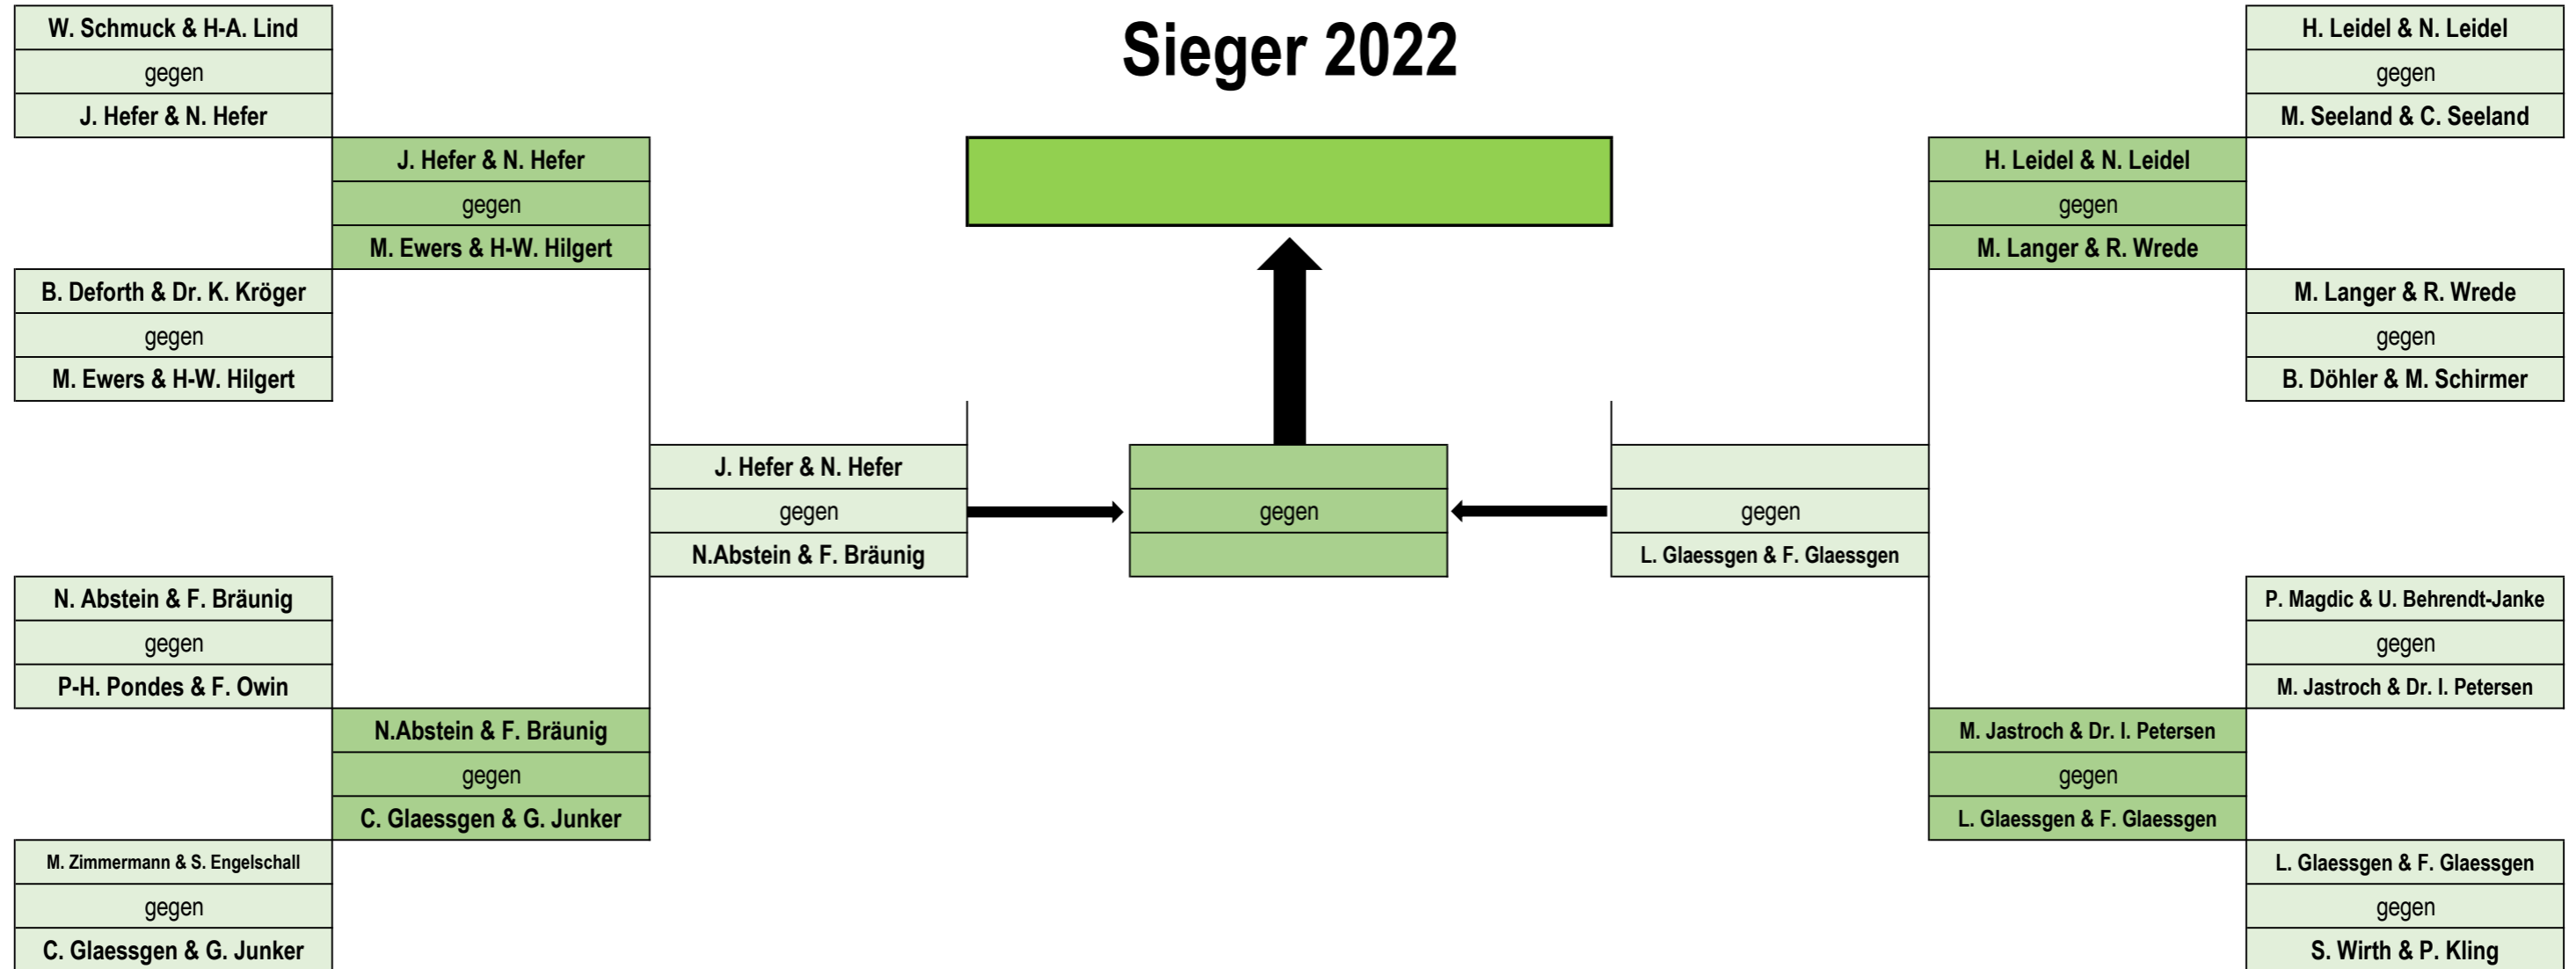 Sieger 2022
W. Schmuck & H-A. Lind
gegen
J. Hefer & N. Hefer
B. Deforth & Dr. K. Kröger
gegen
M. Ewers & H-W. Hilgert
N. Abstein & F. Bräunig
gegen
P-H. Pondes & F. Owin
M. Zimmermann & S. Engelschall
gegen
C. Glaessgen & G. Junker
J. Hefer & N. Hefer
gegen
M. Ewers & H-W. Hilgert
N.Abstein & F. Bräunig
gegen
C. Glaessgen & G. Junker
J. Hefer & N. Hefer
gegen
N.Abstein & F. Bräunig
gegen
gegen
L. Glaessgen & F. Glaessgen
H. Leidel & N. Leidel
gegen
M. Langer & R. Wrede
M. Jastroch & Dr. I. Petersen
gegen
L. Glaessgen & F. Glaessgen
H. Leidel & N. Leidel
gegen
M. Seeland & C. Seeland
M. Langer & R. Wrede
gegen
B. Döhler & M. Schirmer
P. Magdic & U. Behrendt-Janke
gegen
M. Jastroch & Dr. I. Petersen
L. Glaessgen & F. Glaessgen
gegen
S. Wirth & P. Kling